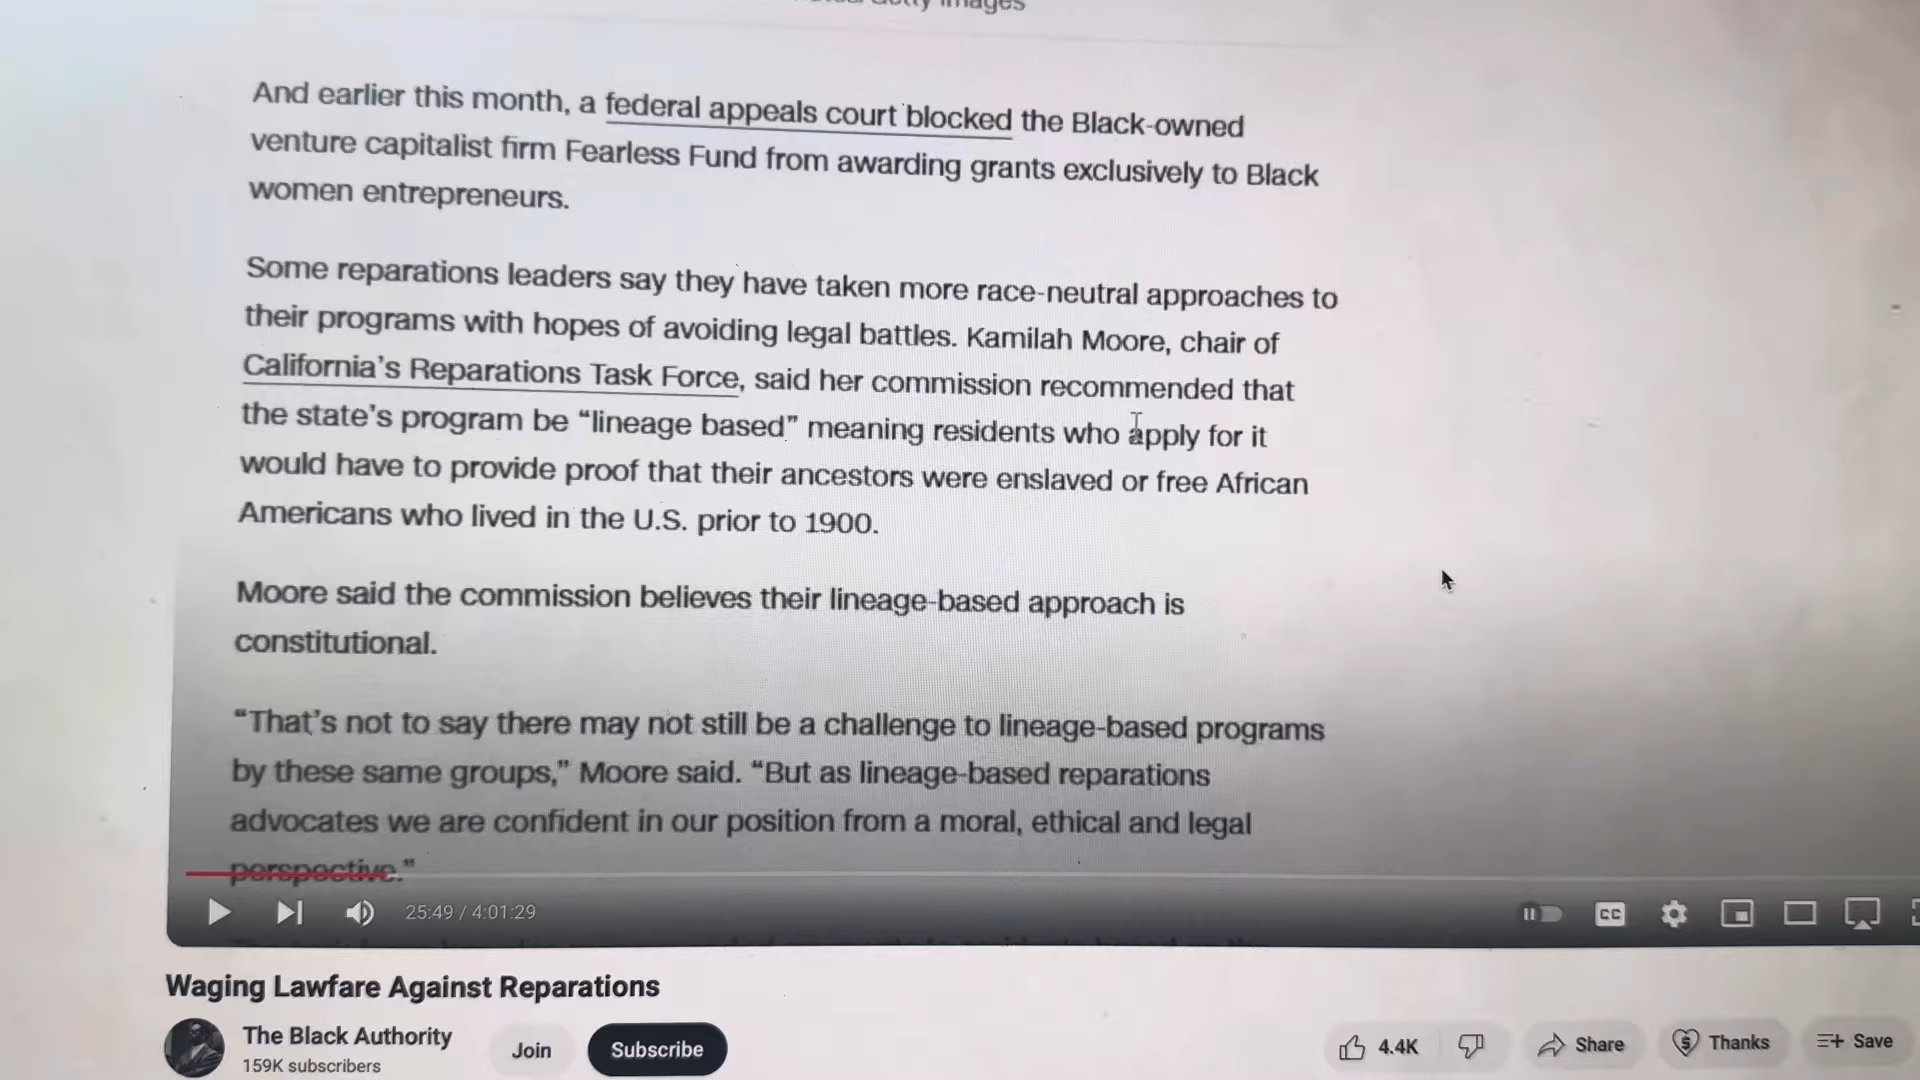 Getty Images
And earlier this month, a federal appeals court blocked the Black-owned
venture capitalist firm Fearless Fund from awarding grants exclusively to Black
women entrepreneurs.
Some reparations leaders say they have taken more race-neutral approaches to
their programs with hopes of avoiding legal battles. Kamilah Moore, chair of
California's Reparations Task Force, said her commission recommended that
the state's program be “lineage based” meaning residents who apply for it
would have to provide proof that their ancestors were enslaved or free African
Americans who lived in the U.S. prior to 1900.
Moore said the commission believes their lineage-based approach is
constitutional.
“That's not to say there may not still be a challenge to lineage-based programs
by these same groups,” Moore said. “But as lineage-based reparations
advocates we are confident in our position from a moral, ethical and legal
perspective.”
25:49 / 4:01:29
CC
Waging Lawfare Against Reparations
The Black Authority
159K subscribers
Join
Subscribe
4.4K
Share
Thanks
Save